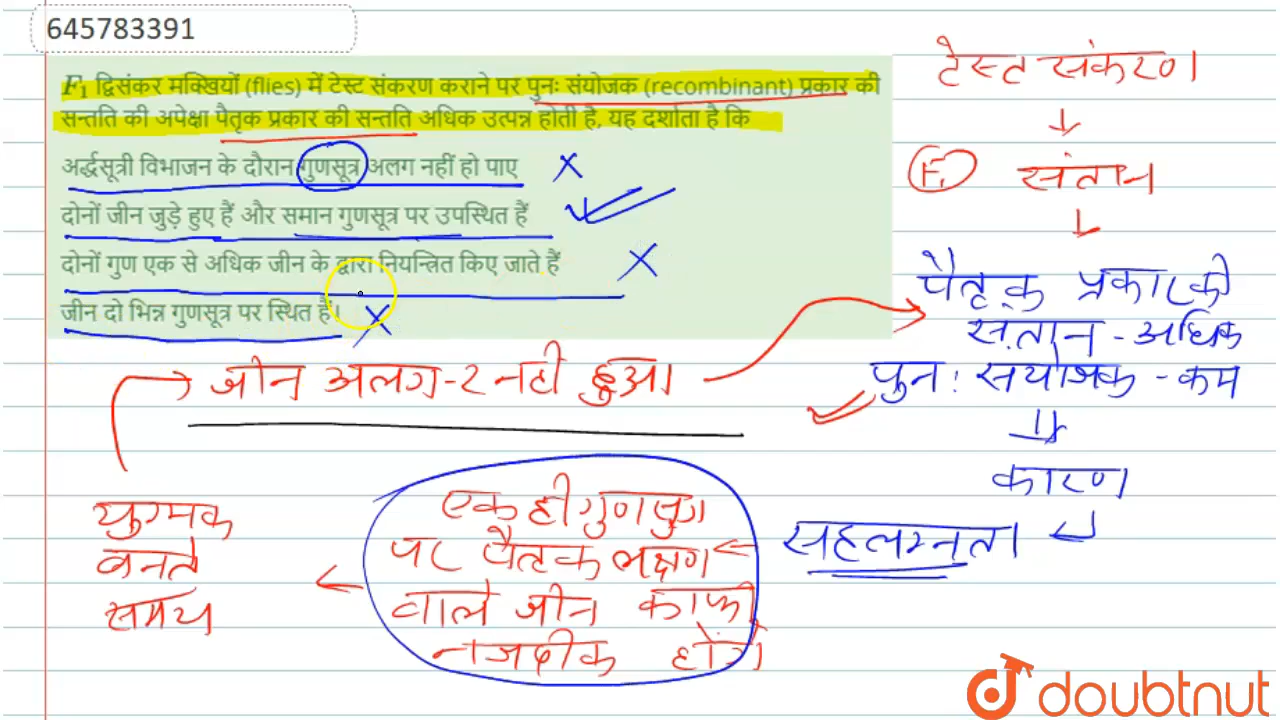 645783391
F₁ द्विसंकर मक्खियों (flies) में टेस्ट संकरण कराने पर पुनः संयोजक (recombinant) प्रकार की
सन्तति की अपेक्षा पैतृक प्रकार की सन्तति अधिक उत्पन्न होती है, यह दर्शाता है कि
अर्द्धसूत्री विभाजन के दौरान गुणसूत्र अलग नहीं हो पाए
दोनों जीन जुड़े हुए हैं और समान गुणसूत्र पर उपस्थित हैं
दोनों गुण एक से अधिक जीन के द्वारा नियन्त्रित किए जाते हैं
जीन दो भिन्न गुणसूत्र पर स्थित हैं।
टेस्ट संकरण
F₁ संतान
पैतृक प्रकार की
संतान - अधिक
पुनः संयोजक - कम
कारण
सहलग्नता
एक ही गुणसूत्र
पर पैतृक लक्षण
वाले जीन काफी
नजदीक होंगे
युग्मक
बनते
समय
जीन अलग-२ नही हुआ
doubtnut